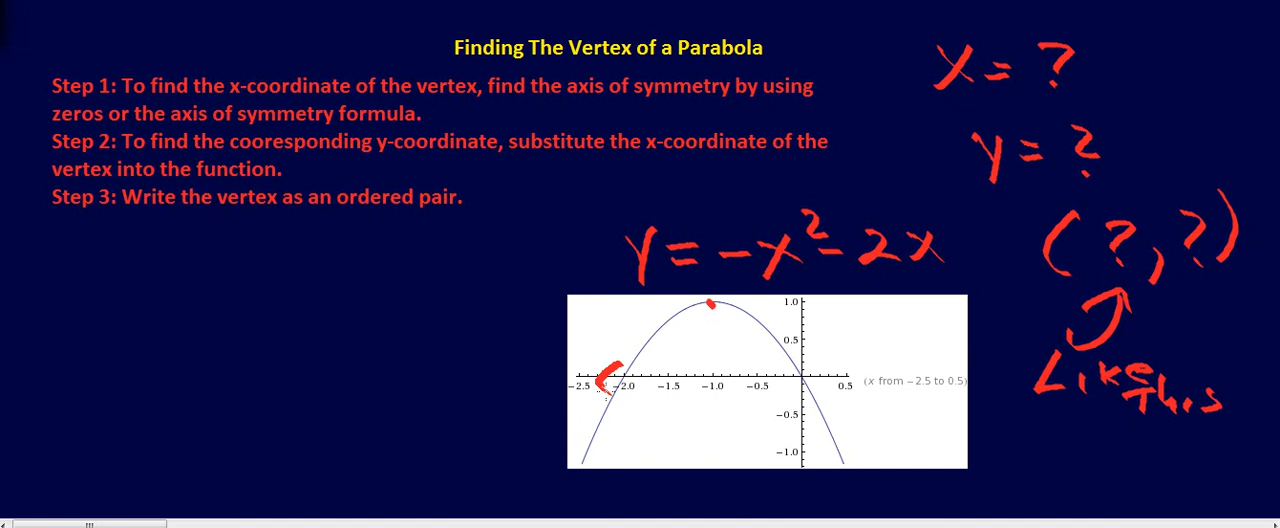 Finding The Vertex of a Parabola
x = ?
Step 1: To find the x-coordinate of the vertex, find the axis of symmetry by using
zeros or the axis of symmetry formula.
Step 2: To find the cooresponding y-coordinate, substitute the x-coordinate of the
vertex into the function.
Step 3: Write the vertex as an ordered pair.
y = ?
y = -x² - 2x
(?, ?)
Like
This
1.0
0.5
-2.5 -2.0 -1.5 -1.0 -0.5 0.5
(x from -2.5 to 0.5)
-0.5
-1.0